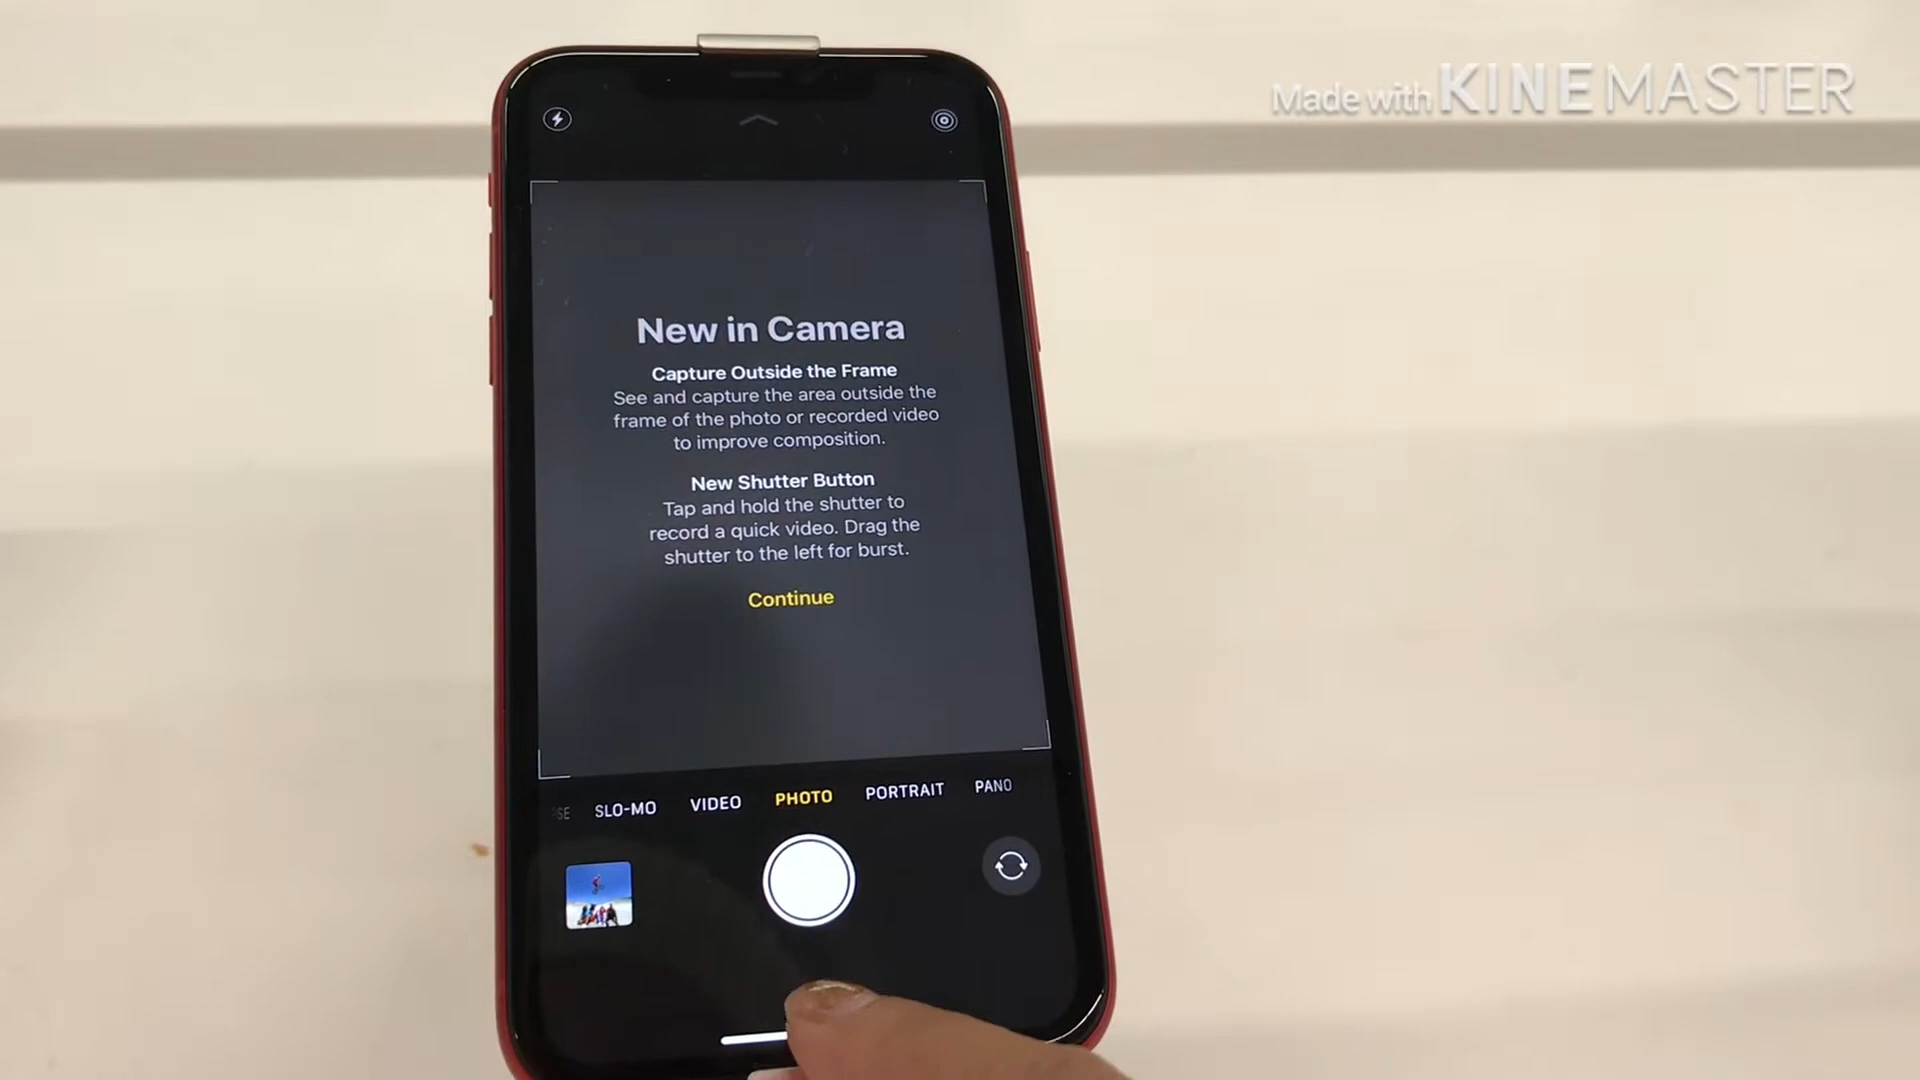 Made with KINEMASTER
New in Camera
Capture Outside the Frame
See and capture the area outside the
frame of the photo or recorded video
to improve composition.
New Shutter Button
Tap and hold the shutter to
record a quick video. Drag the
shutter to the left for burst.
Continue
SE SLO-MO VIDEO PHOTO PORTRAIT PANO